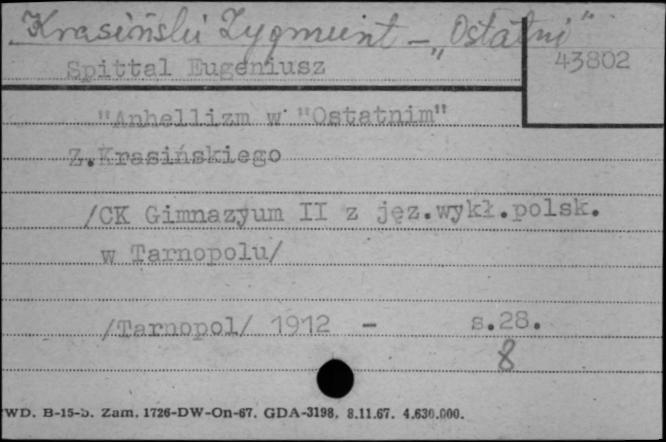 Krasiński Zygmunt - "Ostatni"
Spittal Eugeniusz
43802
"Anhellizm w "Ostatnim"
Z.Krasińskiego
/CK Gimnazyum II z jęz.wykł.polsk.
w Tarnopolu/
/Tarnopol/ 1912 - s.28.
8
WD. B-15-b. Zam. 1726-DW-On-67. GDA-3198. 8.11.67. 4.630.000.